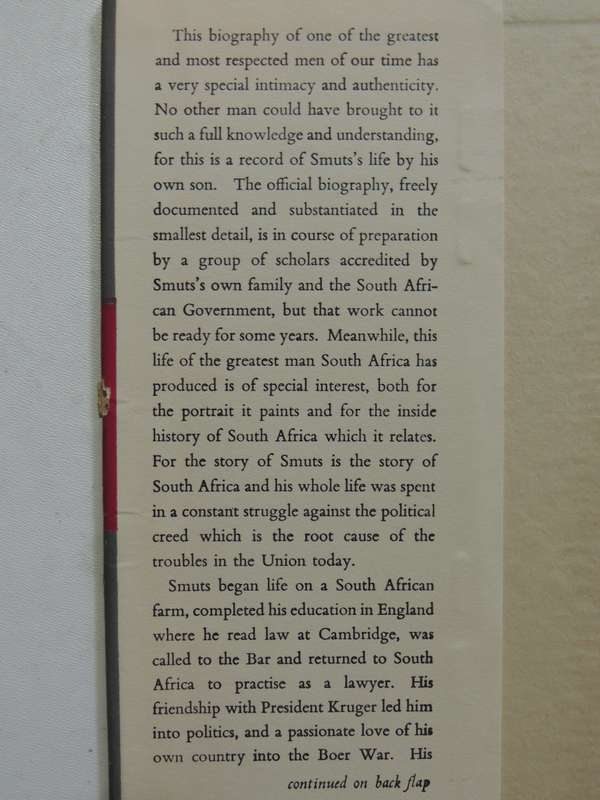 This biography of one of the greatest
and most respected men of our time has
a very special intimacy and authenticity.
No other man could have brought to it
such a full knowledge and understanding,
for this is a record of Smuts's life by his
own son. The official biography, freely
documented and substantiated in the
smallest detail, is in course of preparation
by a group of scholars accredited by
Smuts's own family and the South Afri-
can Government, but that work cannot
be ready for some years. Meanwhile, this
life of the greatest man South Africa has
produced is of special interest, both for
the portrait it paints and for the inside
history of South Africa which it relates.
For the story of Smuts is the story of
South Africa and his whole life was spent
in a constant struggle against the political
creed which is the root cause of the
troubles in the Union today.
Smuts began life on a South African
farm, completed his education in England
where he read law at Cambridge, was
called to the Bar and returned to South
Africa to practise as a lawyer. His
friendship with President Kruger led him
into politics, and a passionate love of his
own country into the Boer War. His
continued on back flap